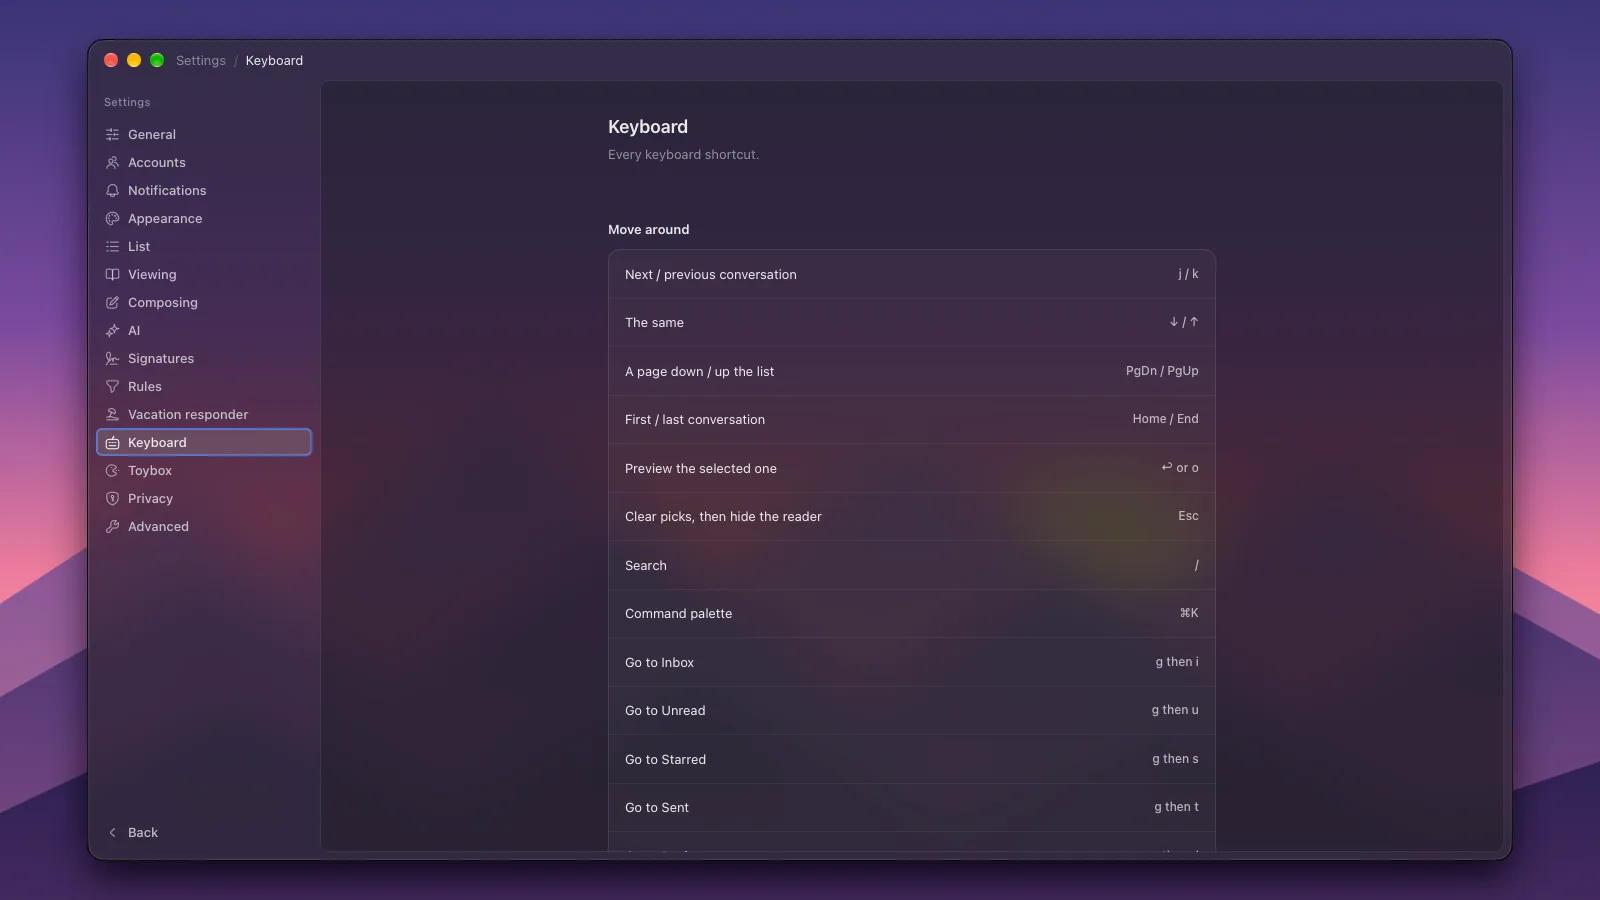 Settings / Keyboard
Settings
General
Accounts
Notifications
Appearance
List
Viewing
Composing
AI
Signatures
Rules
Vacation responder
Keyboard
Toybox
Privacy
Advanced
Back
Keyboard
Every keyboard shortcut.
Move around
Next / previous conversation j / k
The same ↓ / ↑
A page down / up the list PgDn / PgUp
First / last conversation Home / End
Preview the selected one ↩ or o
Clear picks, then hide the reader Esc
Search /
Command palette ⌘K
Go to Inbox g then i
Go to Unread g then u
Go to Starred g then s
Go to Sent g then t